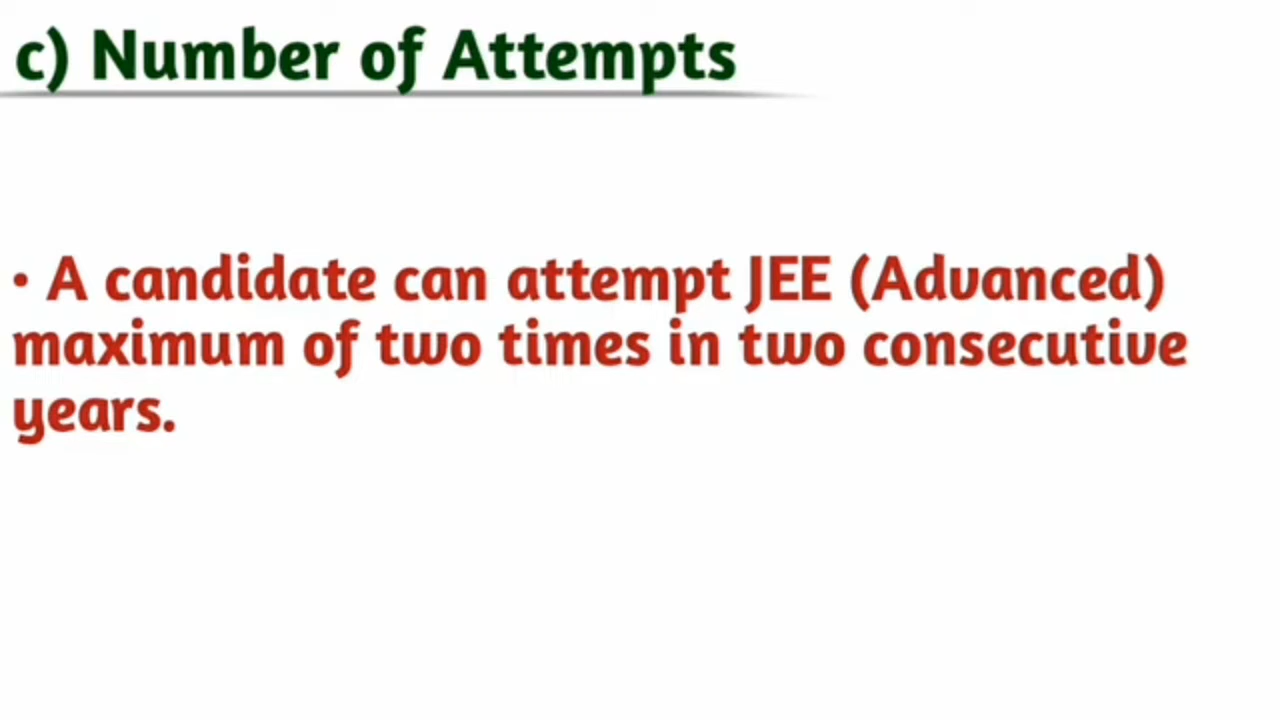 c) Number of Attempts
• A candidate can attempt JEE (Advanced)
maximum of two times in two consecutive
years.